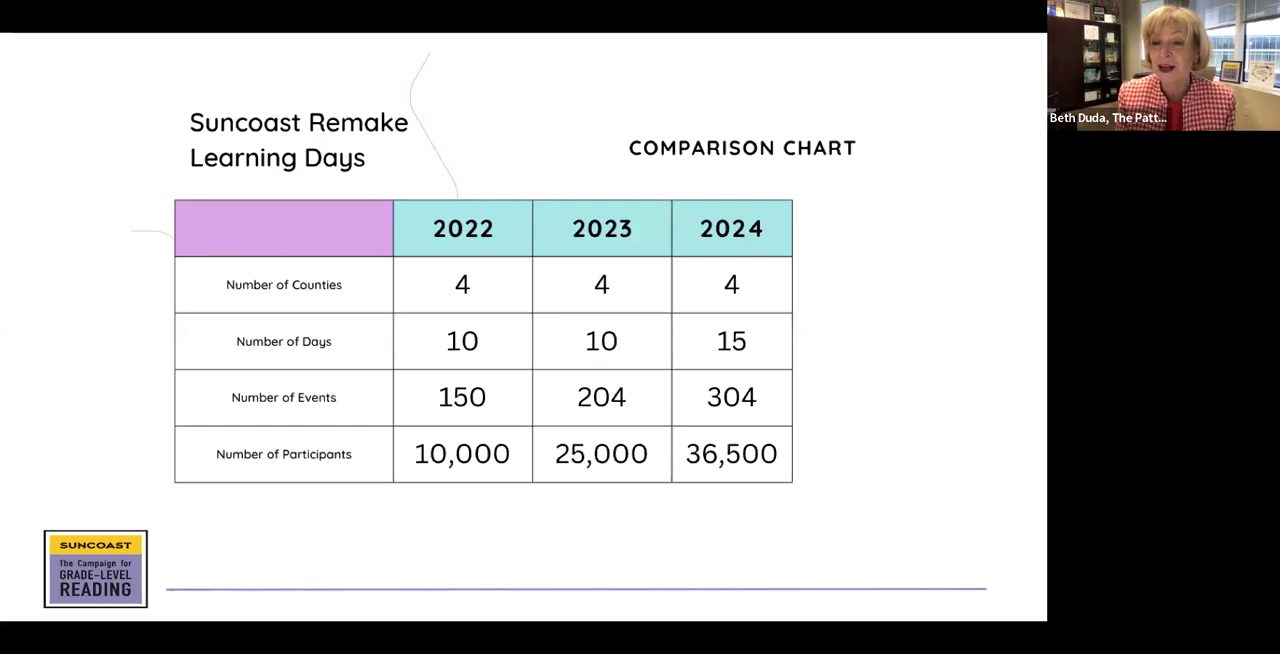 Suncoast Remake
Learning Days
COMPARISON CHART
2022 2023 2024
Number of Counties 4 4 4
Number of Days 10 10 15
Number of Events 150 204 304
Number of Participants 10,000 25,000 36,500
SUNCOAST
The Campaign for
GRADE-LEVEL
READING
Beth Duda, The Patt...